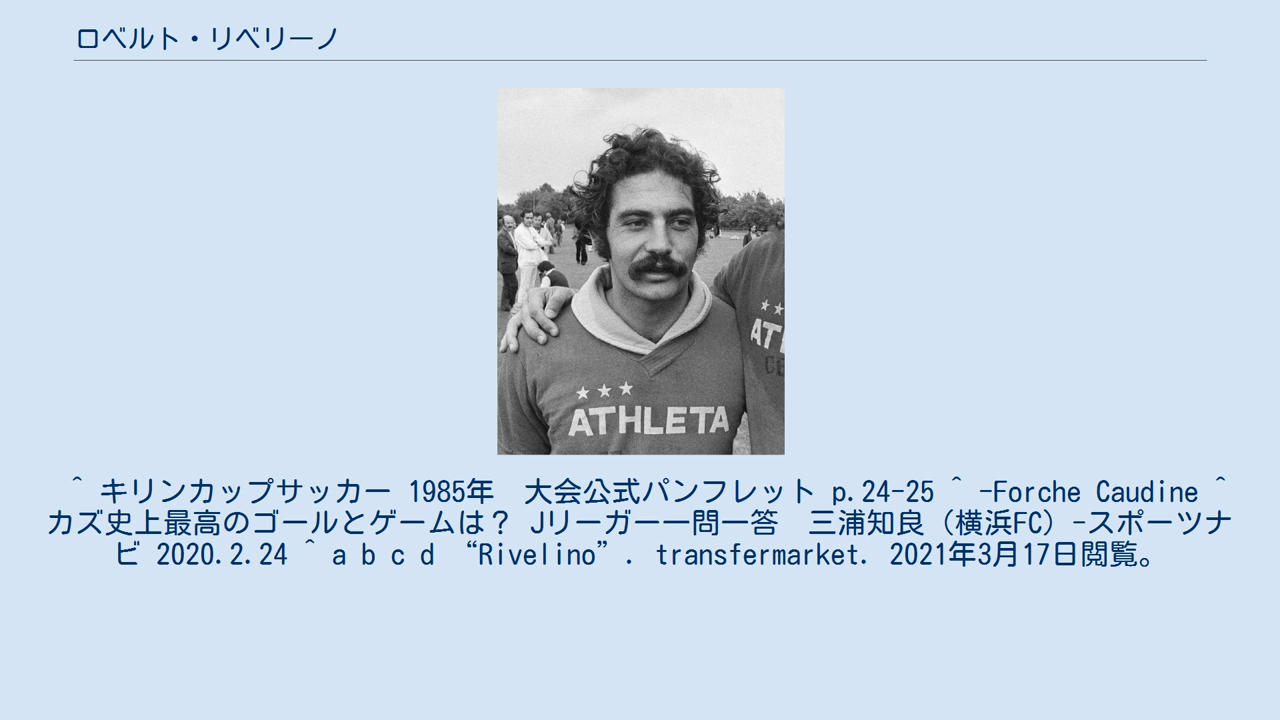 ロベルト・リベリーノ
★★★
ATHLETA
^ キリンカップサッカー 1985年　大会公式パンフレット p.24-25 ^ -Forche Caudine ^
カズ史上最高のゴールとゲームは？ Jリーガー一問一答　三浦知良（横浜FC）-スポーツナ
ビ 2020.2.24 ^ a b c d “Rivelino”. transfermarket. 2021年3月17日閲覧。